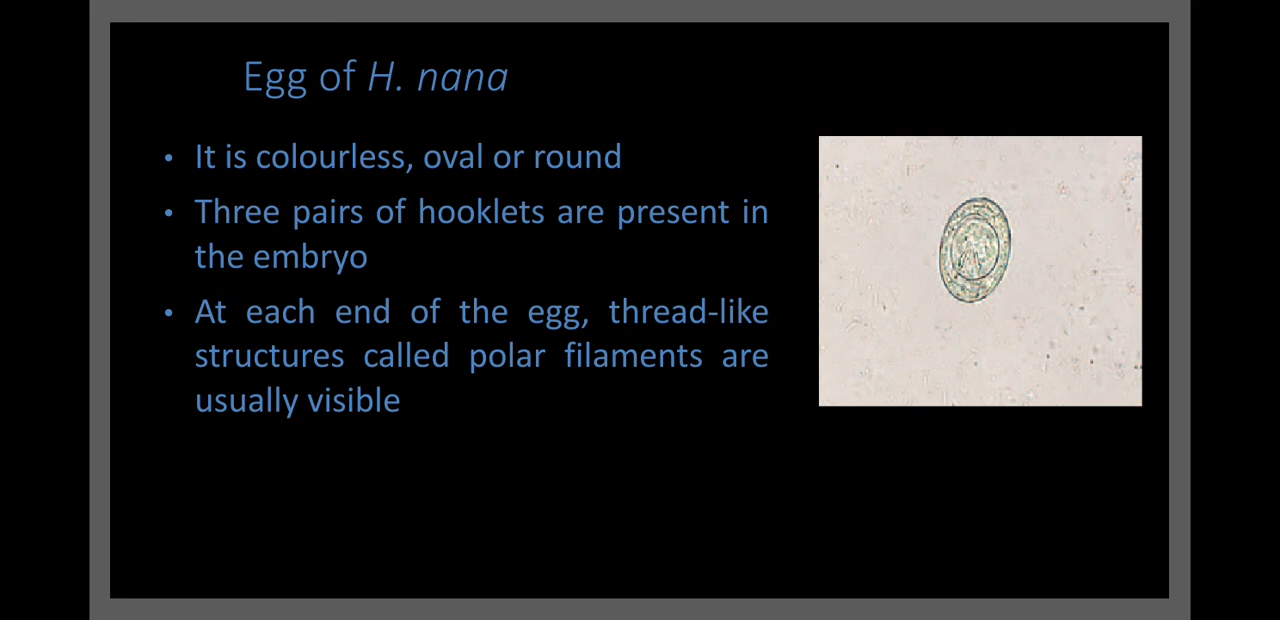 Egg of H. nana
• It is colourless, oval or round
• Three pairs of hooklets are present in
the embryo
• At each end of the egg, thread-like
structures called polar filaments are
usually visible